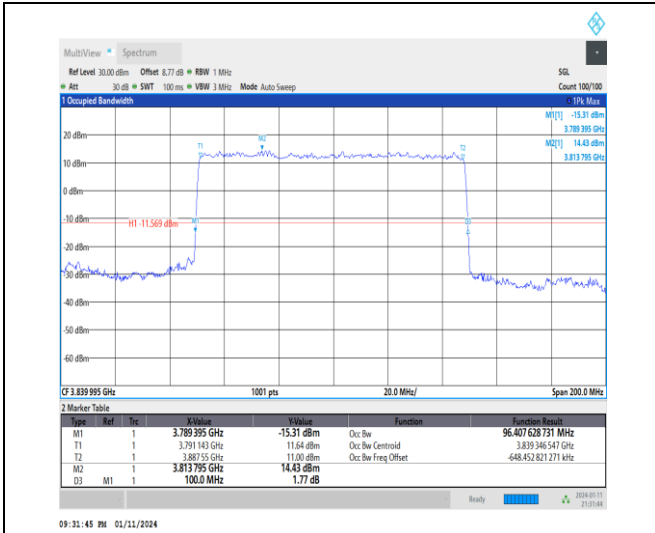 MultiView Spectrum
Ref Level 30.00 dBm Offset 8.77 dB RBW 1 MHz SGL
Att 30 dB SWT 100 ms VBW 3 MHz Mode Auto Sweep Count 100/100
1 Occupied Bandwidth 1Pk Max
M1[1] -15.31 dBm
3.789 395 GHz
M2[1] 14.43 dBm
3.813 795 GHz
20 dBm
T1 M2 T2
10 dBm
0 dBm
-10 dBm
H1 -11.569 dBm M1 D3
-20 dBm
-30 dBm
-40 dBm
-50 dBm
-60 dBm
CF 3.839 995 GHz 1001 pts 20.0 MHz/ Span 200.0 MHz
2 Marker Table
Type Ref Trc X-Value Y-Value Function Function Result
M1 1 3.789 395 GHz -15.31 dBm Occ Bw 96.407 628 731 MHz
T1 1 3.791 143 GHz 11.64 dBm Occ Bw Centroid 3.839 346 547 GHz
T2 1 3.887 55 GHz 11.00 dBm Occ Bw Freq Offset -648.452 821 271 kHz
M2 1 3.813 795 GHz 14.43 dBm
D3 M1 1 100.0 MHz 1.77 dB
Ready 2024-01-11
21:31:44
09:31:45 PM 01/11/2024